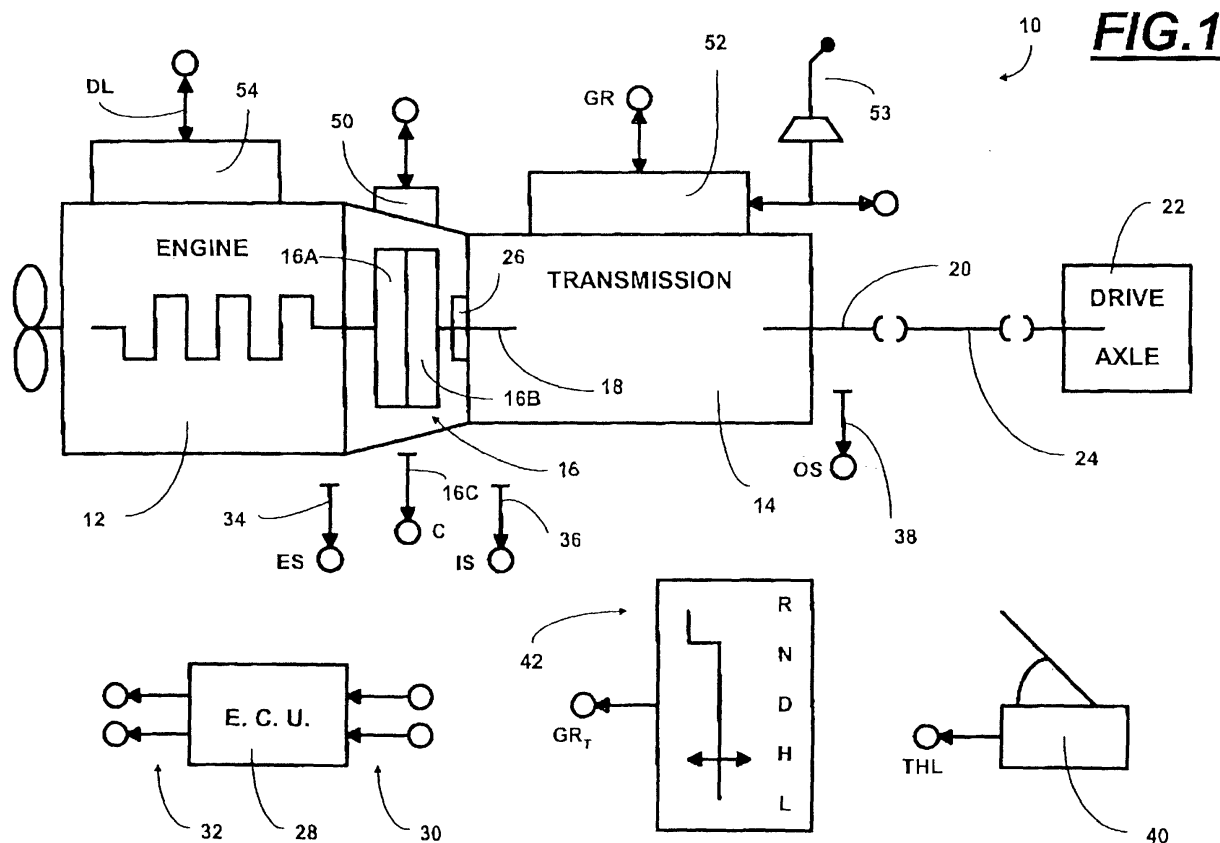 FIG.1
10
DL
54
50
GR
52
53
ENGINE
16A
26
TRANSMISSION
20
22
DRIVE
AXLE
18
16B
12
34
16C
16
14
OS
38
24
ES
C
IS
36
42
R
N
D
H
L
GRT
E. C. U.
THL
32
28
30
40